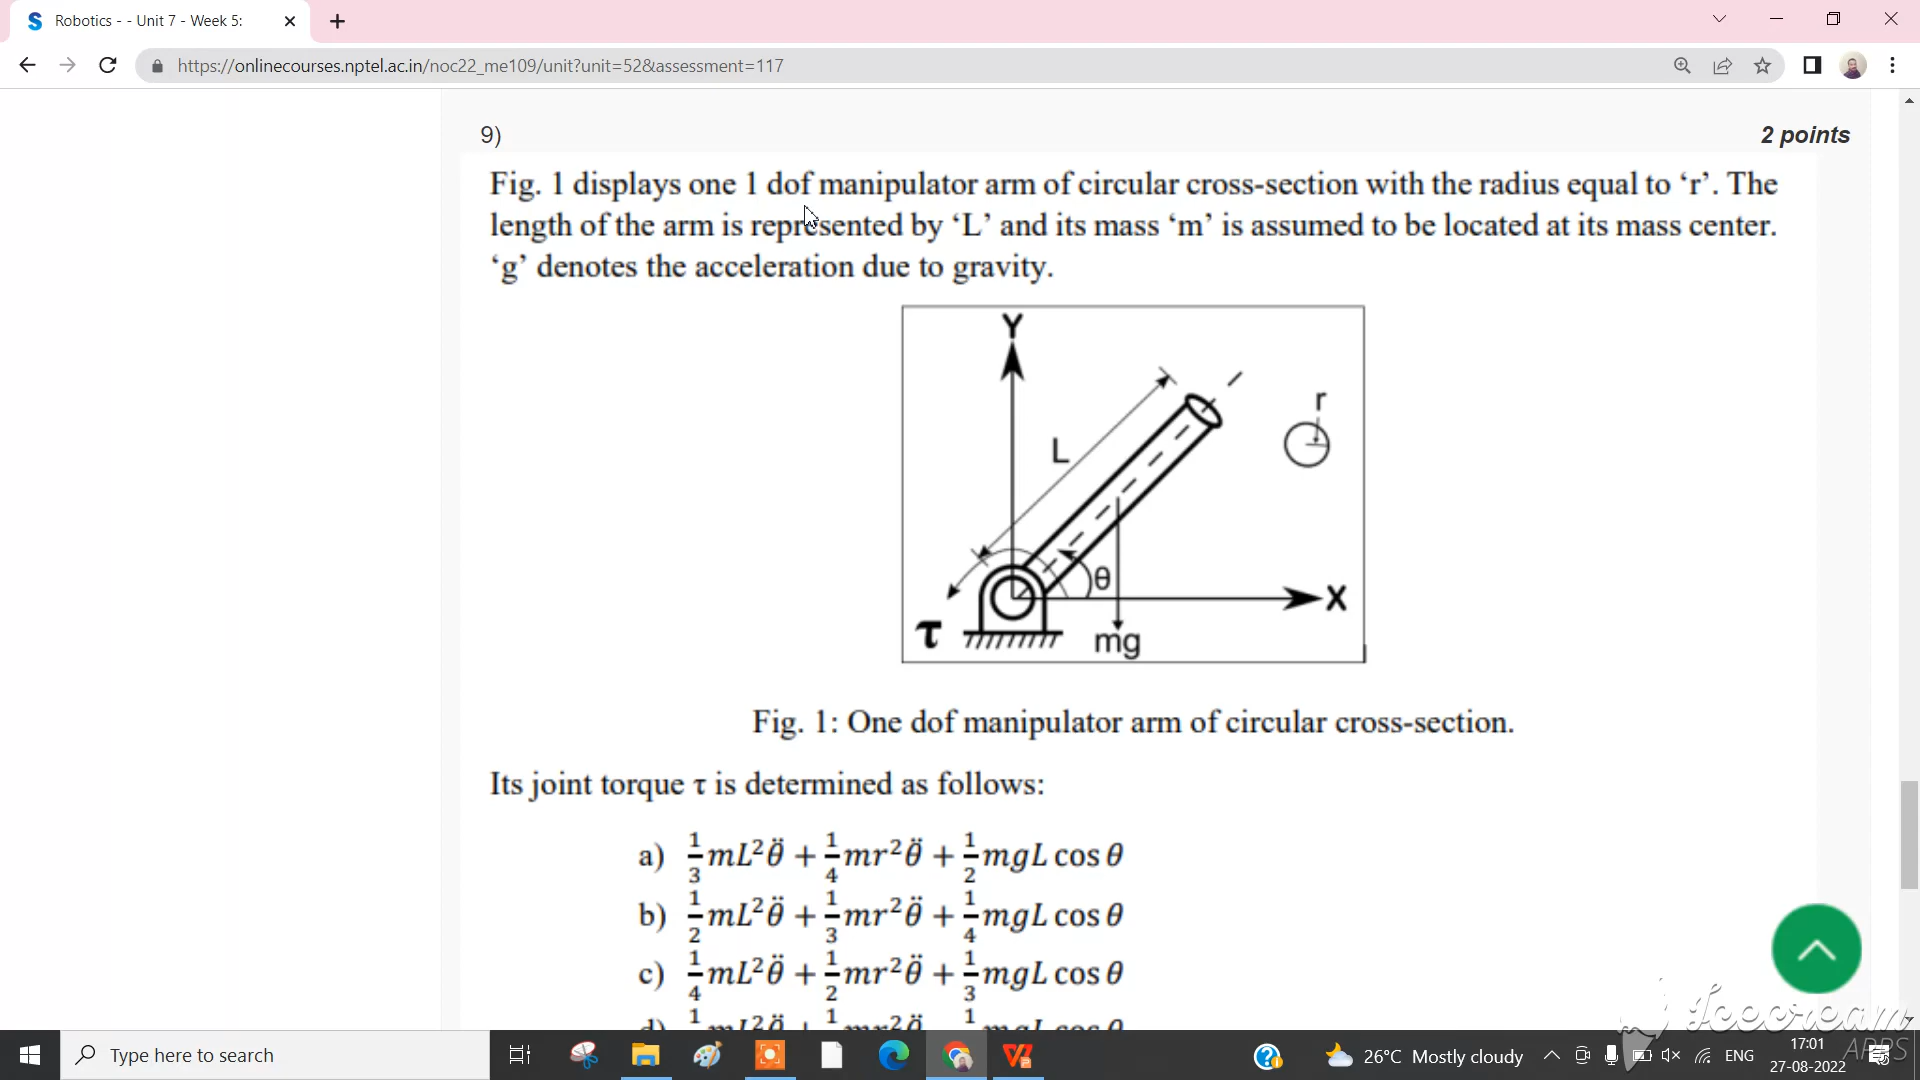 Robotics - - Unit 7 - Week 5:
https://onlinecourses.nptel.ac.in/noc22_me109/unit?unit=52&assessment=117
9)
2 points
Fig. 1 displays one 1 dof manipulator arm of circular cross-section with the radius equal to ‘r’. The
length of the arm is represented by ‘L’ and its mass ‘m’ is assumed to be located at its mass center.
‘g’ denotes the acceleration due to gravity.
Y
r
L
θ
X
τ
mg
Fig. 1: One dof manipulator arm of circular cross-section.
Its joint torque τ is determined as follows:
a) 1/3 mL²θ̈ + 1/4 mr²θ̈ + 1/2 mgL cos θ
b) 1/2 mL²θ̈ + 1/3 mr²θ̈ + 1/4 mgL cos θ
c) 1/4 mL²θ̈ + 1/2 mr²θ̈ + 1/3 mgL cos θ
Icecream
APPS
Type here to search
26°C Mostly cloudy
ENG
17:01
27-08-2022